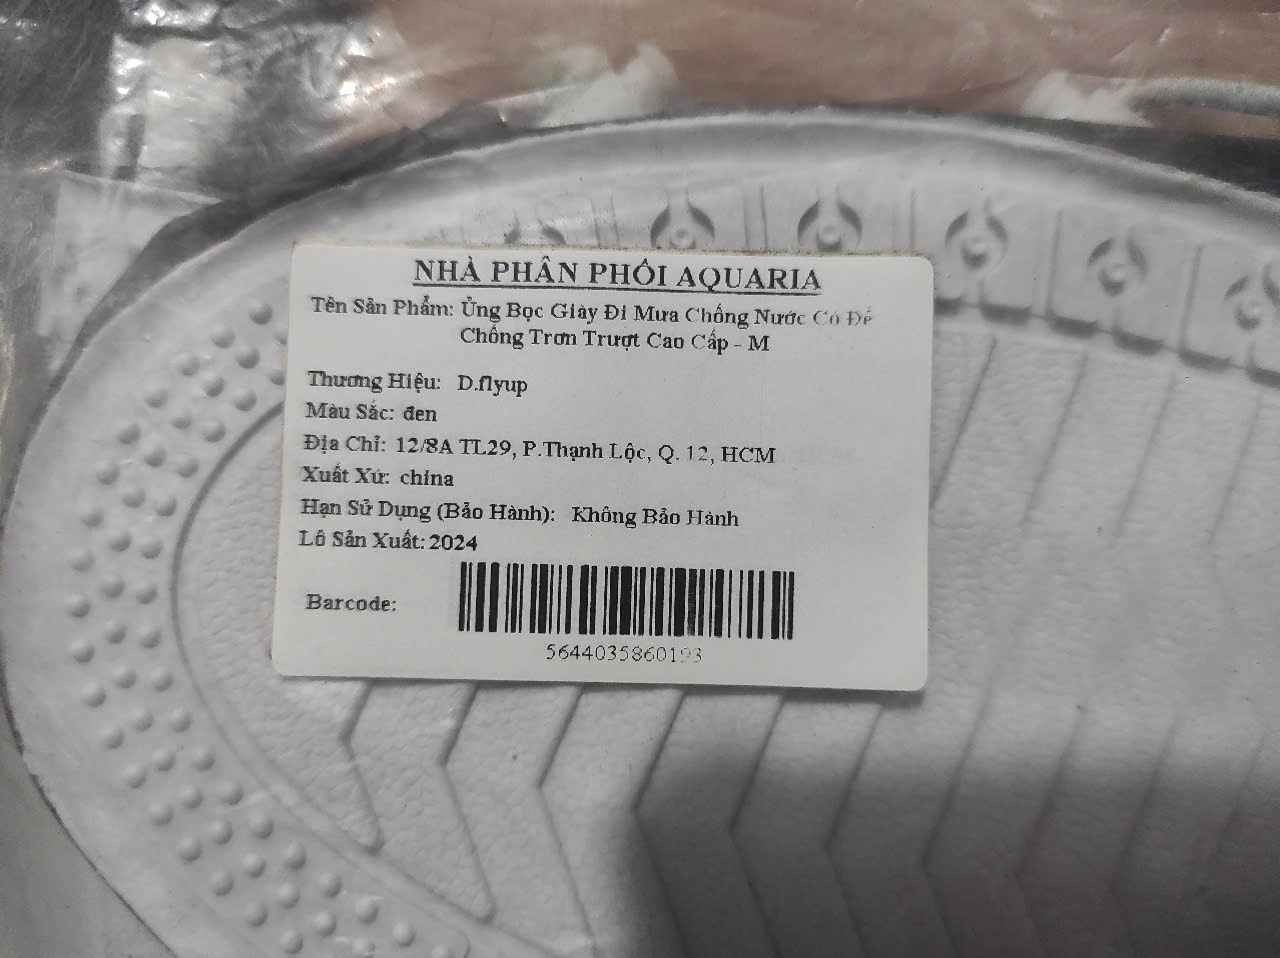 NHÀ PHÂN PHỐI AQUARIA
Tên Sản Phẩm: Ủng Bọc Giày Đi Mưa Chống Nước Có Đế
Chống Trơn Trượt Cao Cấp - M
Thương Hiệu: D.flyup
Màu Sắc: đen
Địa Chỉ: 12/8A TL29, P.Thạnh Lộc, Q. 12, HCM
Xuất Xứ: china
Hạn Sử Dụng (Bảo Hành): Không Bảo Hành
Lô Sản Xuất: 2024
Barcode:
5644035860193